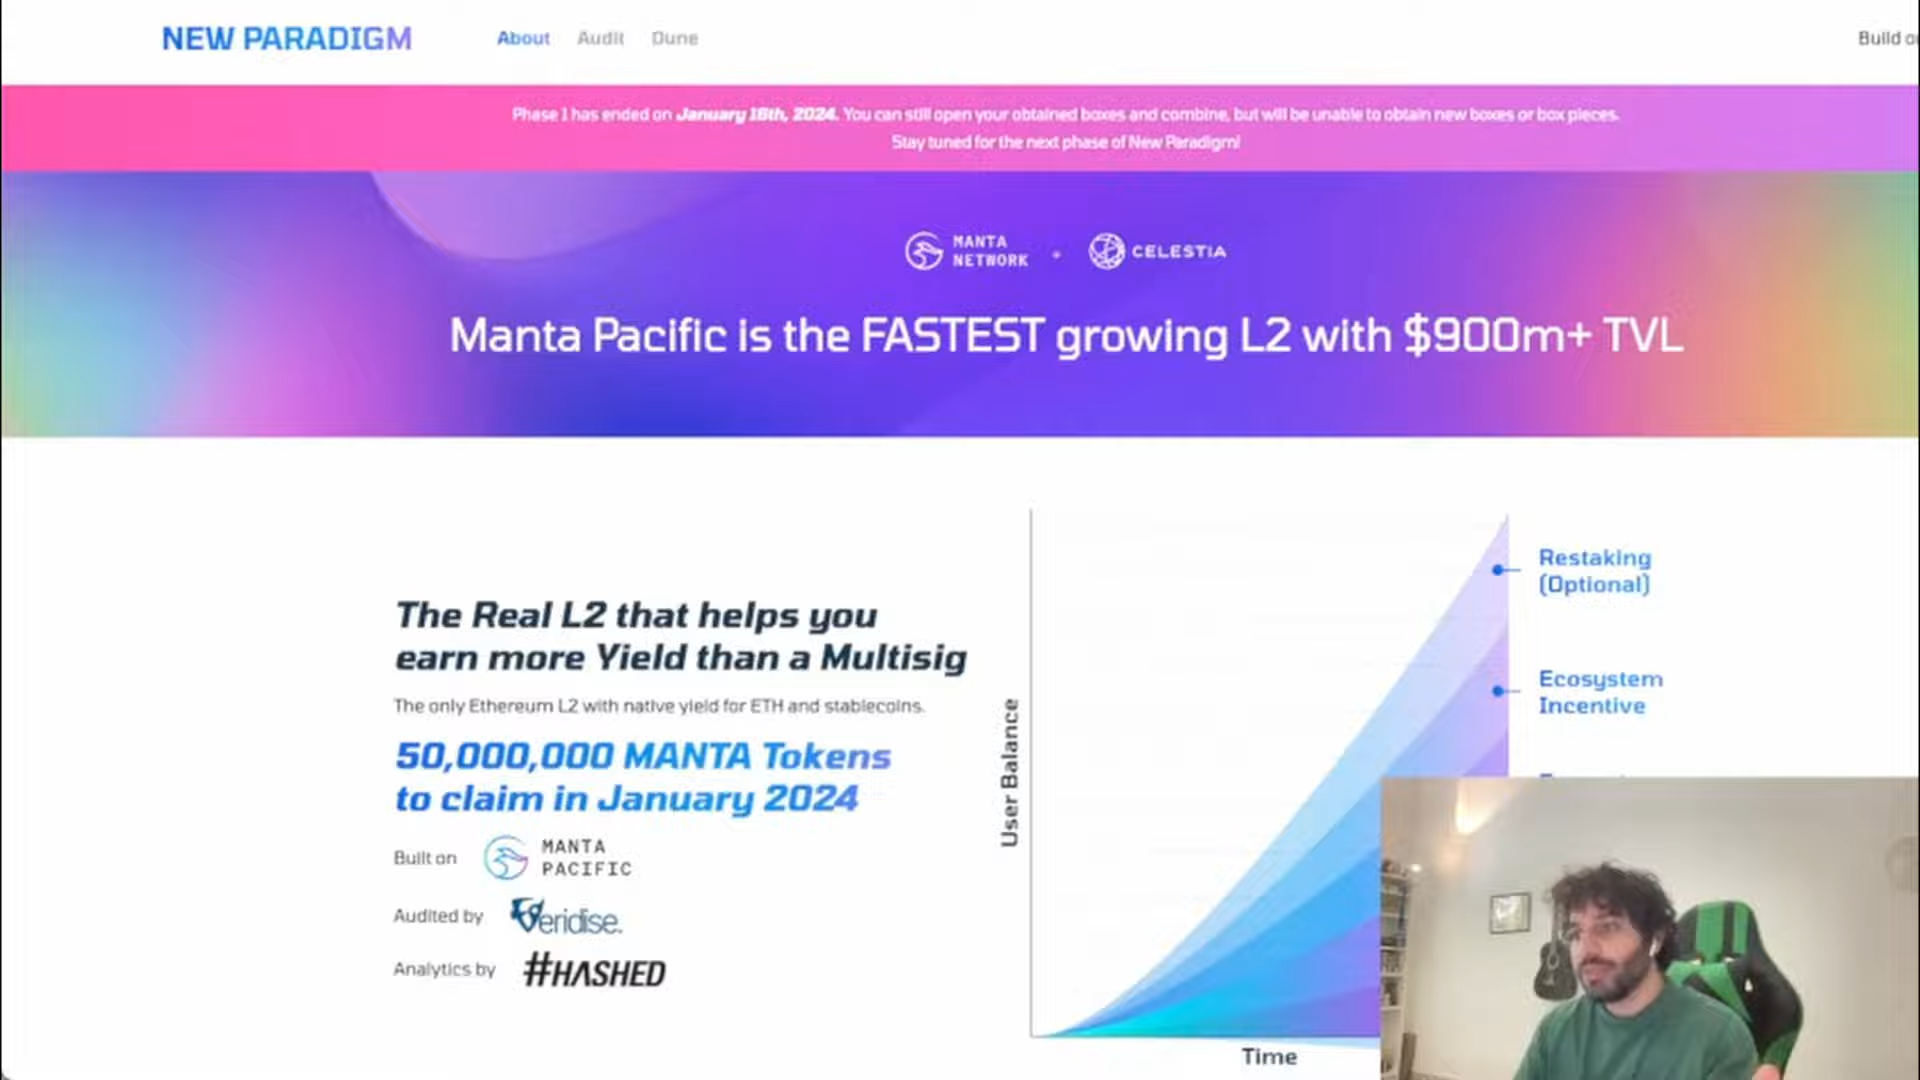 NEW PARADIGM
About Audit Dune
Build
Phase 1 has ended on January 16th, 2024. You can still open your obtained boxes and combine, but will be unable to obtain new boxes or box pieces.
Stay tuned for the next phase of New Paradigm!
MANTA
NETWORK
CELESTIA
Manta Pacific is the FASTEST growing L2 with $900m+ TVL
The Real L2 that helps you
earn more Yield than a Multisig
The only Ethereum L2 with native yield for ETH and stablecoins.
50,000,000 MANTA Tokens
to claim in January 2024
Built on
MANTA
PACIFIC
Audited by
Veridise.
Analytics by
#HASHED
User Balance
Time
Restaking
(Optional)
Ecosystem
Incentive